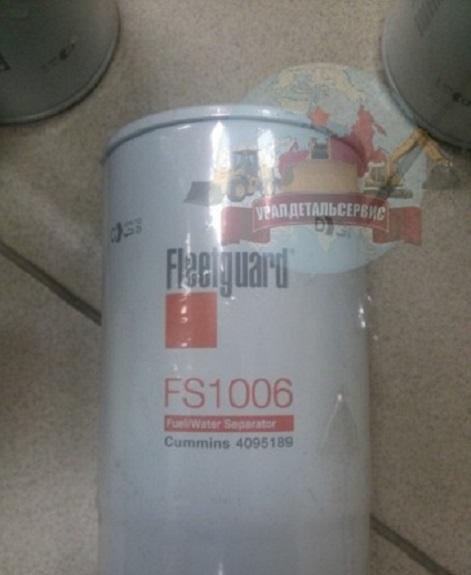 УРАЛДЕТАЛЬСЕРВИС
Fleetguard®
FS1006
Fuel/Water Separator
Cummins 4095189